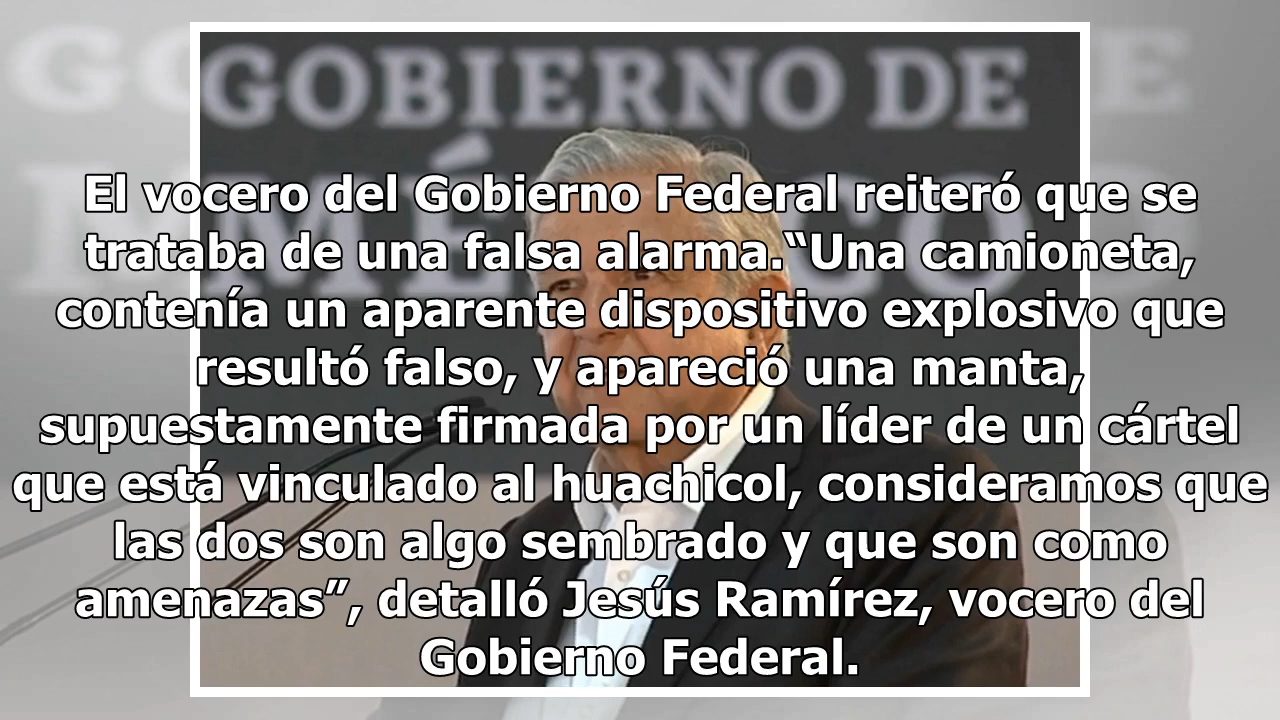 GOBIERNO DE
MÉXICO
El vocero del Gobierno Federal reiteró que se
trataba de una falsa alarma.“Una camioneta,
contenía un aparente dispositivo explosivo que
resultó falso, y apareció una manta,
supuestamente firmada por un líder de un cártel
que está vinculado al huachicol, consideramos que
las dos son algo sembrado y que son como
amenazas”, detalló Jesús Ramírez, vocero del
Gobierno Federal.